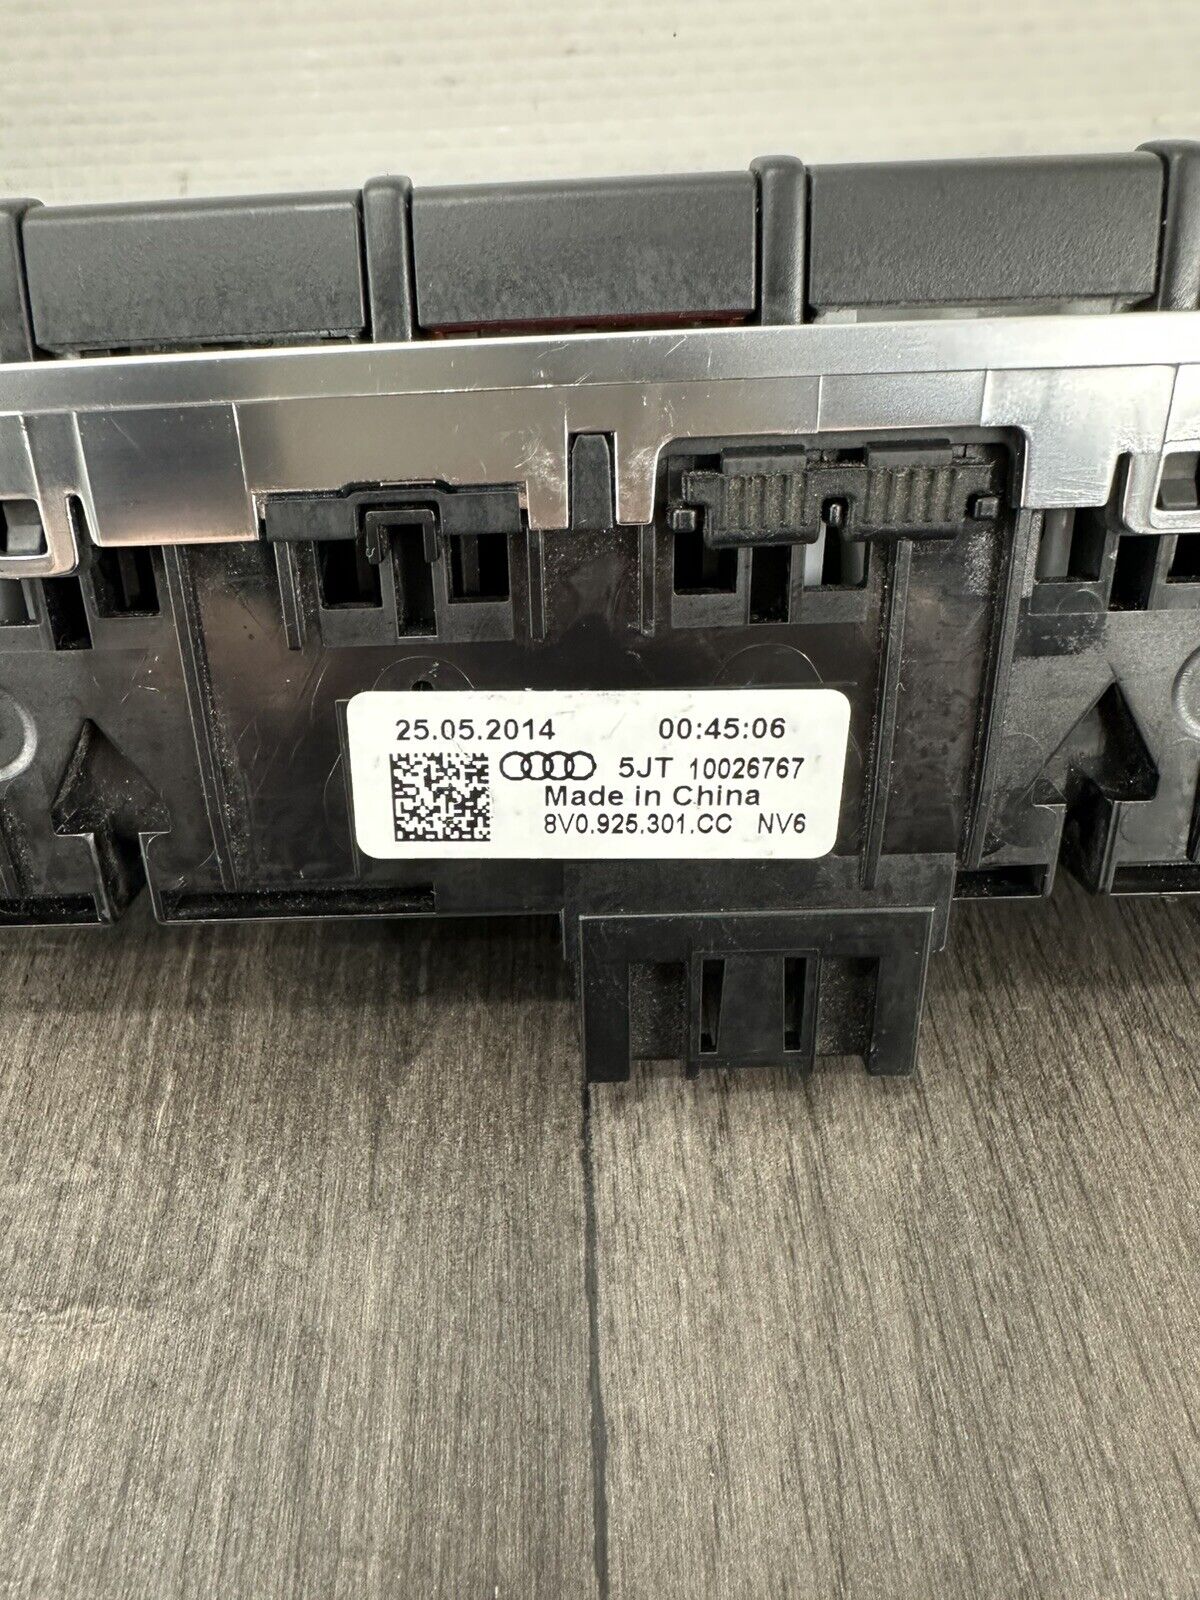 25.05.2014 00:45:06
5JT 10026767
Made in China
8V0.925.301.CC NV6